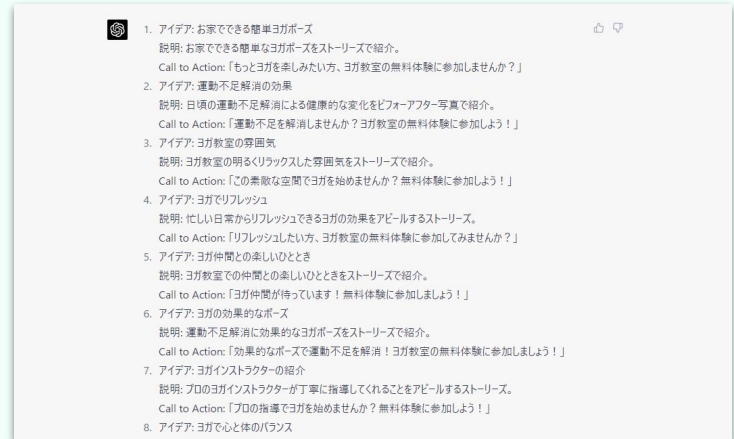 1. アイデア: お家でできる簡単ヨガポーズ
説明: お家でできる簡単なヨガポーズをストーリーズで紹介。
Call to Action: 「もっとヨガを楽しみたい方、ヨガ教室の無料体験に参加しませんか？」
2. アイデア: 運動不足解消の効果
説明: 日頃の運動不足解消による健康的な変化をビフォーアフター写真で紹介。
Call to Action: 「運動不足を解消しませんか？ヨガ教室の無料体験に参加しよう！」
3. アイデア: ヨガ教室の雰囲気
説明: ヨガ教室の明るくリラックスした雰囲気をストーリーズで紹介。
Call to Action: 「この素敵な空間でヨガを始めませんか？無料体験に参加しよう！」
4. アイデア: ヨガでリフレッシュ
説明: 忙しい日常からリフレッシュできるヨガの効果をアピールするストーリーズ。
Call to Action: 「リフレッシュしたい方、ヨガ教室の無料体験に参加してみませんか？」
5. アイデア: ヨガ仲間との楽しいひととき
説明: ヨガ教室での仲間との楽しいひとときをストーリーズで紹介。
Call to Action: 「ヨガ仲間が待っています！無料体験に参加しましょう！」
6. アイデア: ヨガの効果的なポーズ
説明: 運動不足解消に効果的なヨガポーズをストーリーズで紹介。
Call to Action: 「効果的なポーズで運動不足を解消！ヨガ教室の無料体験に参加しましょう！」
7. アイデア: ヨガインストラクターの紹介
説明: プロのヨガインストラクターが丁寧に指導してくれることをアピールするストーリーズ。
Call to Action: 「プロの指導でヨガを始めませんか？無料体験に参加しよう！」
8. アイデア: ヨガで心と体のバランス